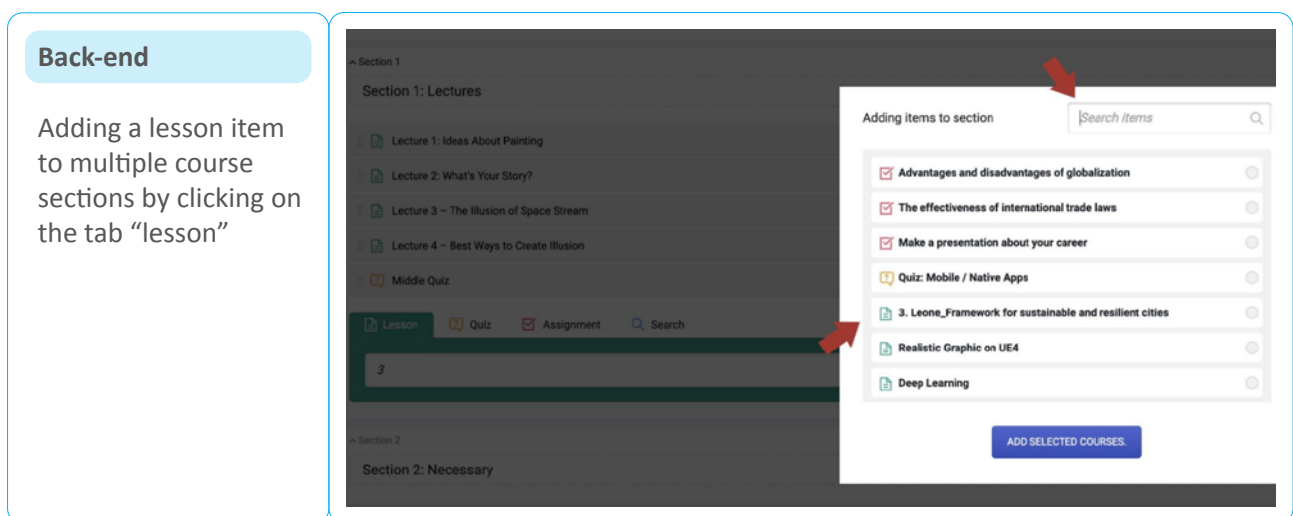 Back-end
Adding a lesson item
to multiple course
sections by clicking on
the tab “lesson”
Section 1
Section 1: Lectures
Lecture 1: Ideas About Painting
Lecture 2: What's Your Story?
Lecture 3 – The Illusion of Space Stream
Lecture 4 – Best Ways to Create Illusion
Middle Quiz
Lesson Quiz Assignment Search
3
Section 2
Section 2: Necessary
Adding items to section Search items
Advantages and disadvantages of globalization
The effectiveness of international trade laws
Make a presentation about your career
Quiz: Mobile / Native Apps
3. Leone_Framework for sustainable and resilient cities
Realistic Graphic on UE4
Deep Learning
ADD SELECTED COURSES.